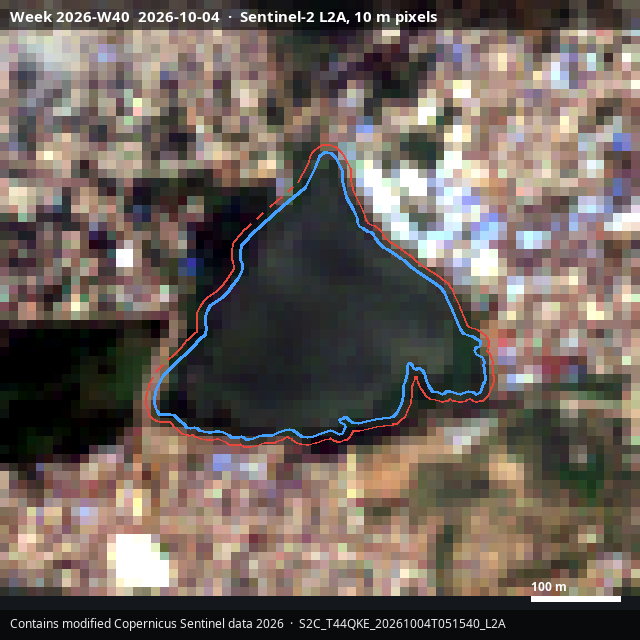 Week 2026-W40  2026-10-04  ·  Sentinel-2 L2A, 10 m pixels
100 m
Contains modified Copernicus Sentinel data 2026  ·  S2C_T44QKE_20261004T051540_L2A